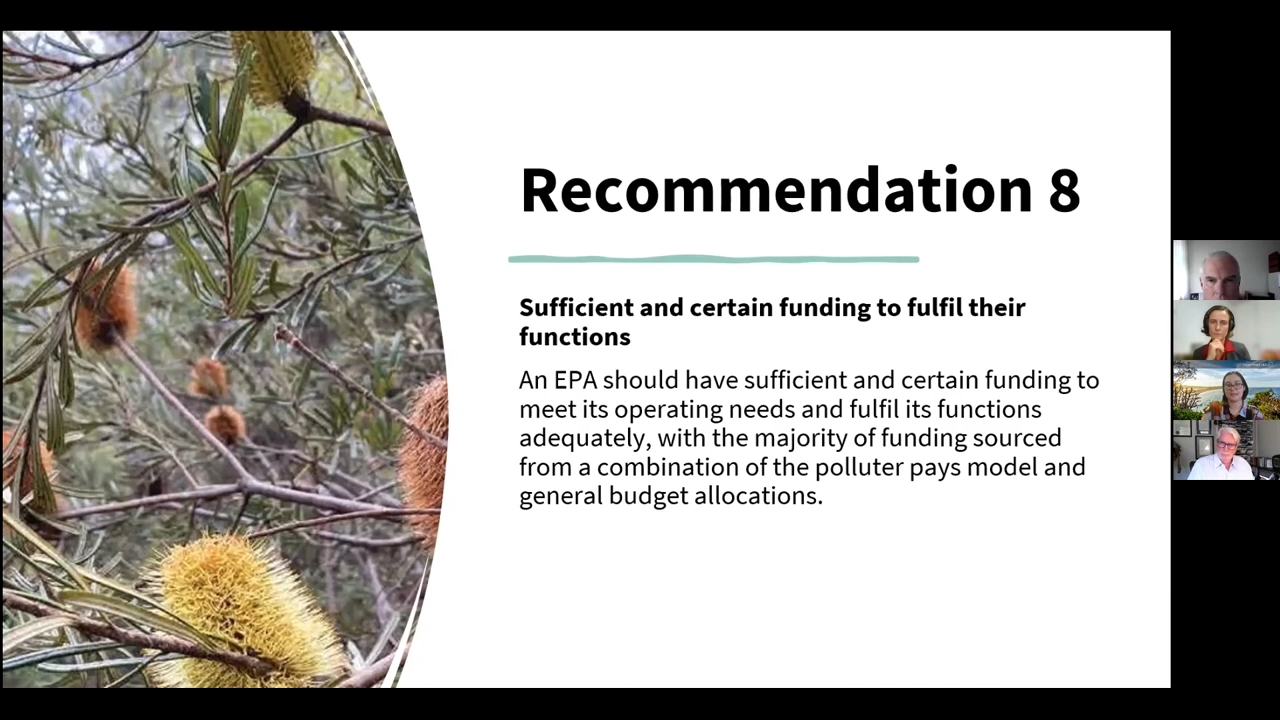 Recommendation 8
Sufficient and certain funding to fulfil their
functions
An EPA should have sufficient and certain funding to
meet its operating needs and fulfil its functions
adequately, with the majority of funding sourced
from a combination of the polluter pays model and
general budget allocations.